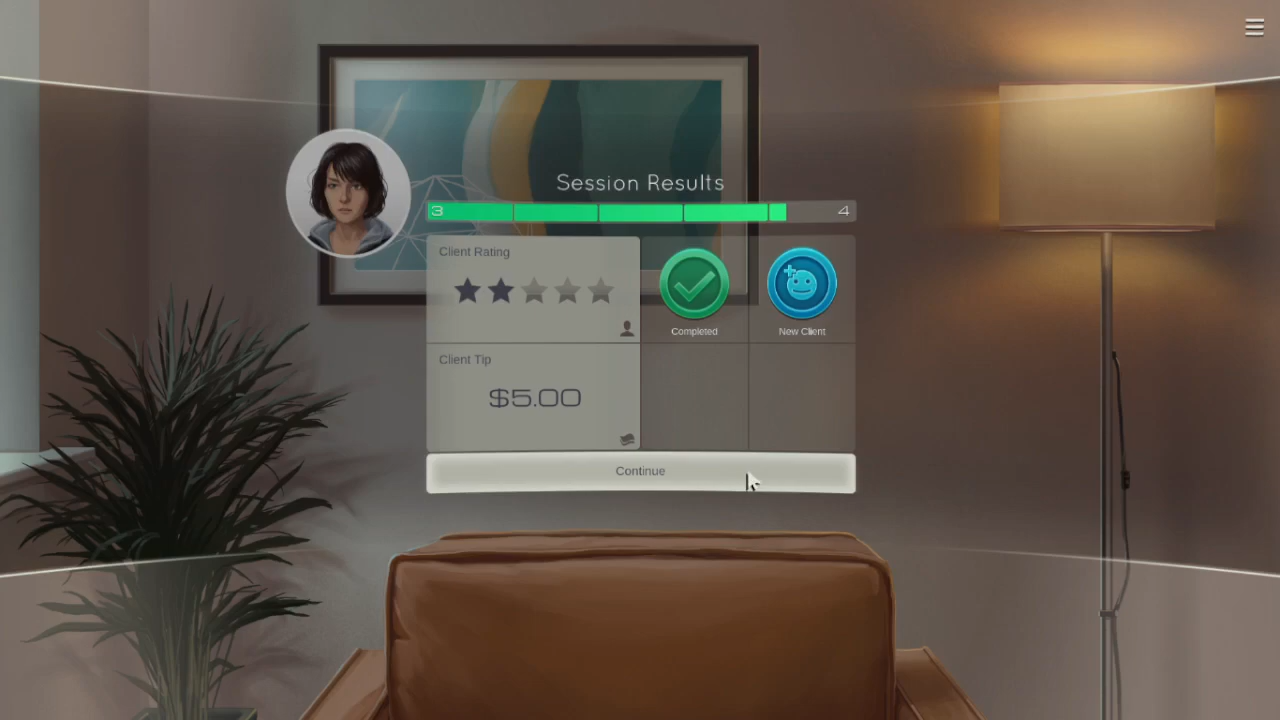 Session Results
3
4
Client Rating
Completed
New Client
Client Tip
$5.00
Continue